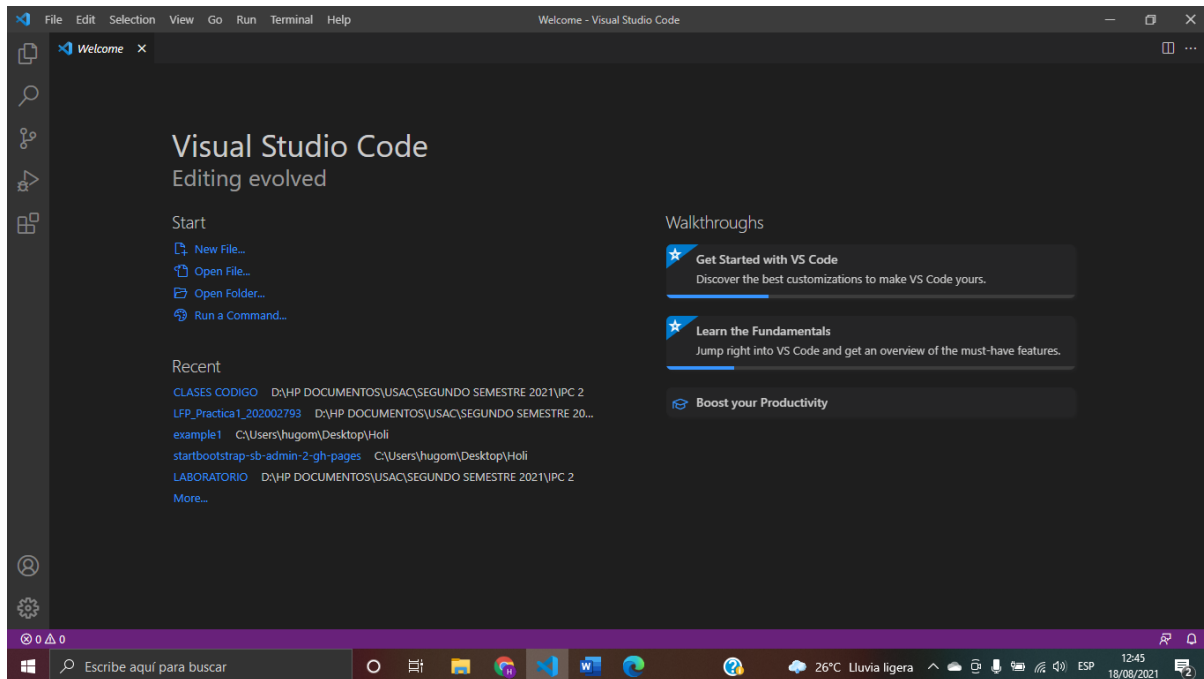 File Edit Selection View Go Run Terminal Help Welcome - Visual Studio Code
Welcome
Visual Studio Code
Editing evolved
Start
New File...
Open File...
Open Folder...
Run a Command...
Recent
CLASES CODIGO D:\HP DOCUMENTOS\USAC\SEGUNDO SEMESTRE 2021\IPC 2
LFP_Practica1_202002793 D:\HP DOCUMENTOS\USAC\SEGUNDO SEMESTRE 20...
example1 C:\Users\hugom\Desktop\Holi
startbootstrap-sb-admin-2-gh-pages C:\Users\hugom\Desktop\Holi
LABORATORIO D:\HP DOCUMENTOS\USAC\SEGUNDO SEMESTRE 2021\IPC 2
More...
Walkthroughs
Get Started with VS Code
Discover the best customizations to make VS Code yours.
Learn the Fundamentals
Jump right into VS Code and get an overview of the must-have features.
Boost your Productivity
0 0
Escribe aquí para buscar
H
W
26°C Lluvia ligera
ESP
12:45
18/08/2021
2